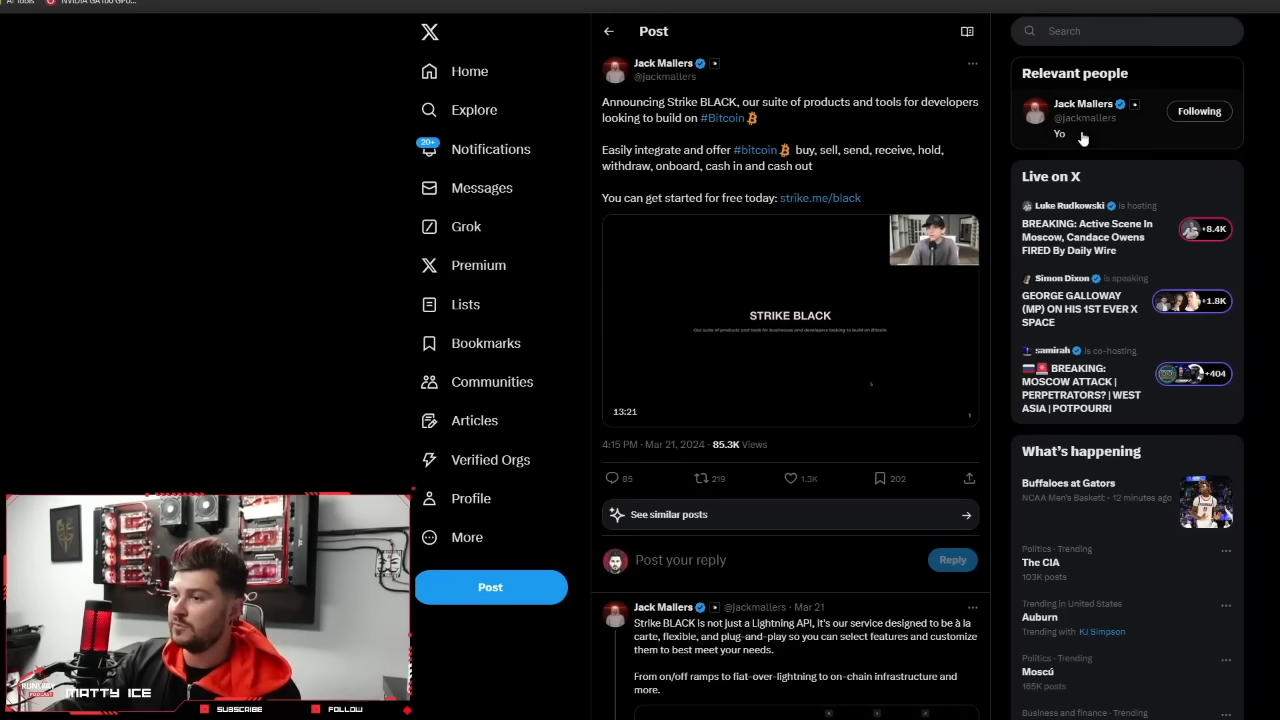 AI Tools
NVIDIA GA100 GPU...
Home
Explore
20+
Notifications
Messages
Grok
Premium
Lists
Bookmarks
Communities
Articles
Verified Orgs
Profile
More
Post
Post
Jack Mallers
@jackmallers
Announcing Strike BLACK, our suite of products and tools for developers
looking to build on #Bitcoin
Easily integrate and offer #bitcoin buy, sell, send, receive, hold,
withdraw, onboard, cash in and cash out
You can get started for free today: strike.me/black
STRIKE BLACK
Our suite of products and tools for businesses and developers looking to build on Bitcoin
13:21
1
4:15 PM · Mar 21, 2024 · 85.3K Views
85
219
1.3K
202
See similar posts
Post your reply
Reply
Jack Mallers @jackmallers · Mar 21
Strike BLACK is not just a Lightning API, it's our service designed to be à la
carte, flexible, and plug-and-play so you can select features and customize
them to best meet your needs.
From on/off ramps to fiat-over-lightning to on-chain infrastructure and
more.
Search
Relevant people
Jack Mallers
@jackmallers
Following
Yo
Live on X
Luke Rudkowski is hosting
BREAKING: Active Scene In
Moscow, Candace Owens
FIRED By Daily Wire
+8.4K
Simon Dixon is speaking
GEORGE GALLOWAY
(MP) ON HIS 1ST EVER X
SPACE
+1.8K
samirah is co-hosting
BREAKING:
MOSCOW ATTACK |
PERPETRATORS? | WEST
ASIA | POTPOURRI
+404
What's happening
Buffaloes at Gators
NCAA Men's Basketb · 12 minutes ago
Politics · Trending
The CIA
103K posts
Trending in United States
Auburn
Trending with KJ Simpson
Politics · Trending
Moscú
165K posts
Business and finance · Trending
RUNAWAY
PODCAST
MATTY ICE
SUBSCRIBE
FOLLOW